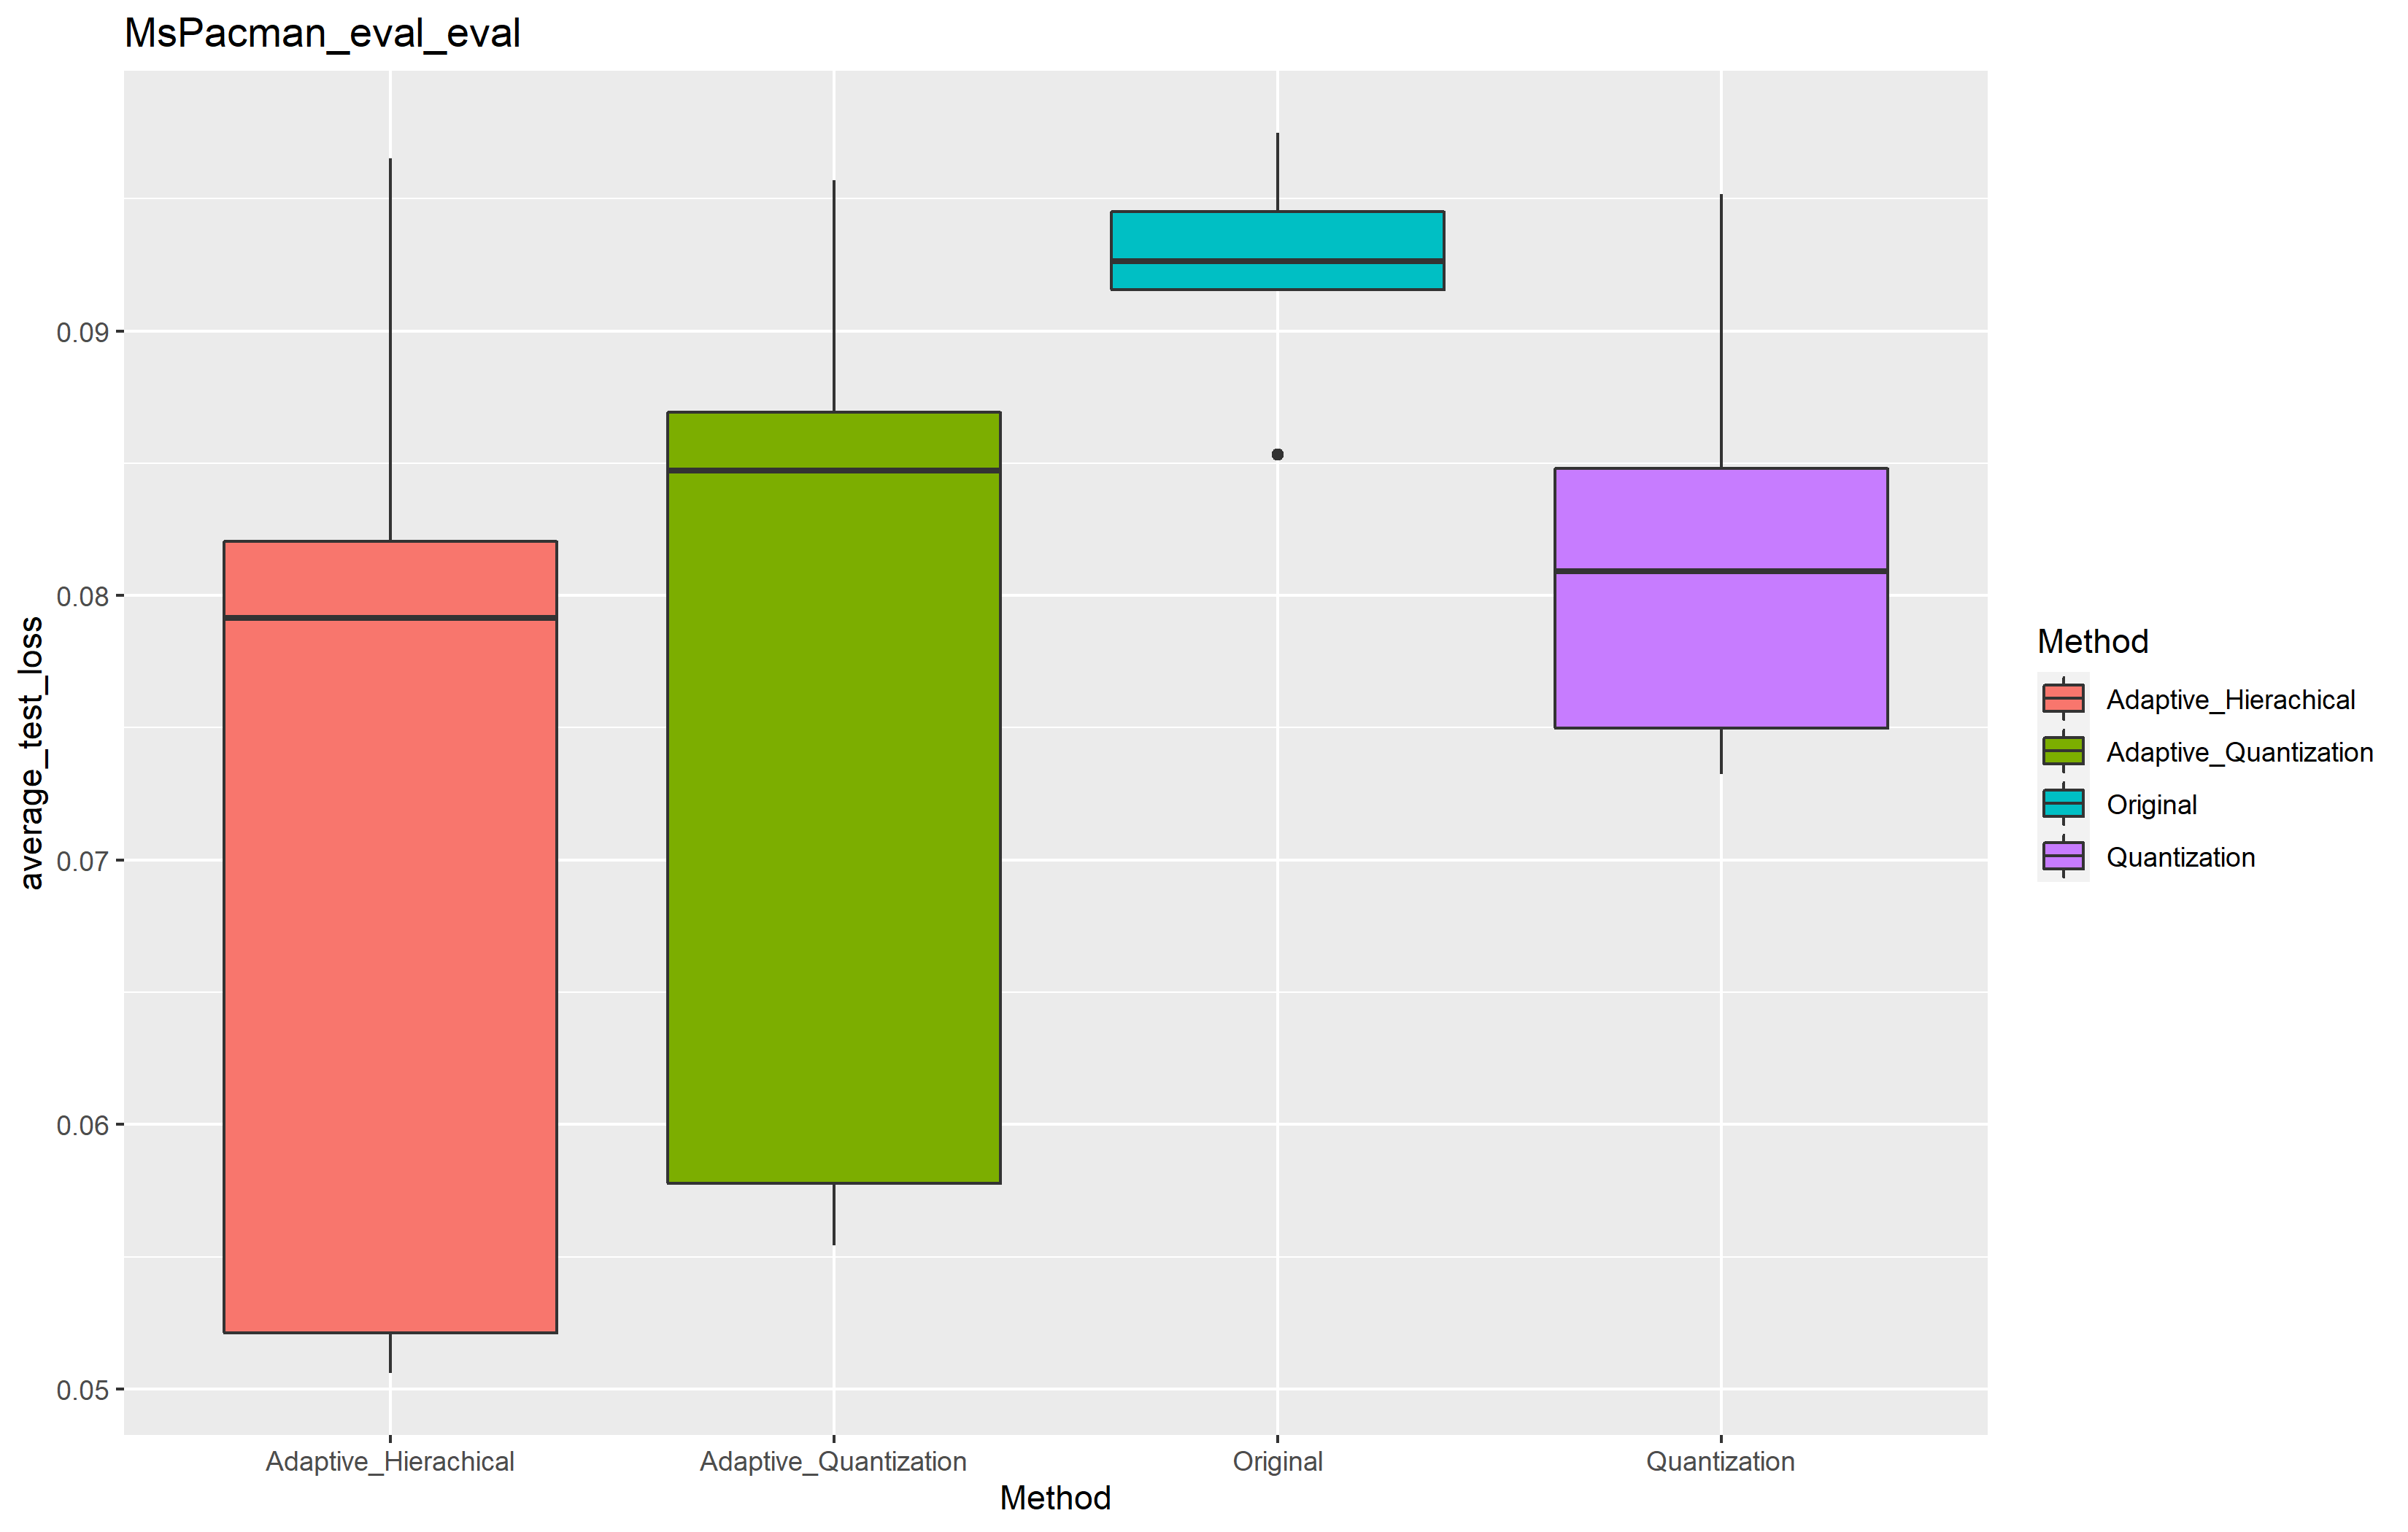 MsPacman_eval_eval
average_test_loss
0.09
0.08
0.07
0.06
0.05
Adaptive_Hierachical
Adaptive_Quantization
Original
Quantization
Method
Method
Adaptive_Hierachical
Adaptive_Quantization
Original
Quantization